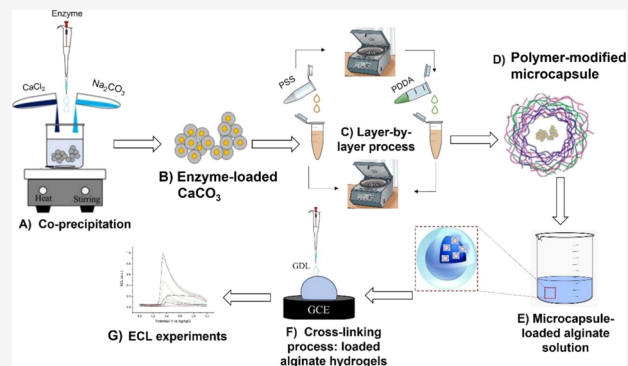 Enzyme
CaCl₂
Na₂CO₃
Heat
Stirring
A) Co-precipitation
B) Enzyme-loaded
CaCO₃
PSS
PDDA
C) Layer-by-
layer process
D) Polymer-modified
microcapsule
E) Microcapsule-
loaded alginate
solution
GDL
GCE
F) Cross-linking
process: loaded
alginate hydrogels
G) ECL experiments